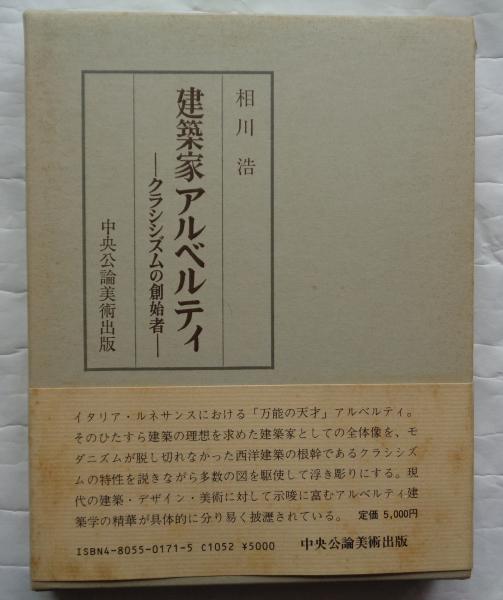 相川 浩
建築家アルベルティ
―クラシシズムの創始者―
中央公論美術出版
イタリア・ルネサンスにおける「万能の天才」アルベルティ。
そのひたすら建築の理想を求めた建築家としての全体像を、モ
ダニズムが脱し切れなかった西洋建築の根幹であるクラシシズ
ムの特性を説きながら多数の図を駆使して浮き彫りにする。現
代の建築・デザイン・美術に対して示唆に富むアルベルティ建
築学の精華が具体的に分り易く披瀝されている。 定価 5,000円
ISBN4-8055-0171-5 C1052 ¥5000 中央公論美術出版